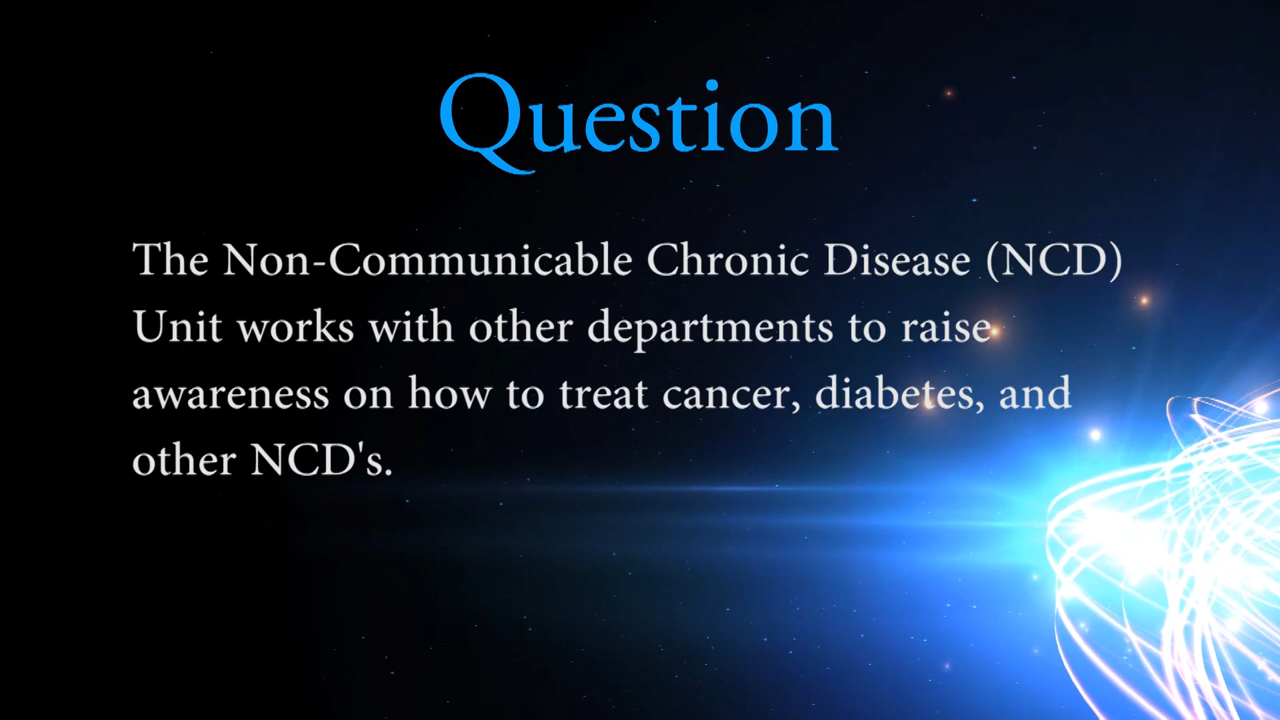 Question
The Non-Communicable Chronic Disease (NCD)
Unit works with other departments to raise
awareness on how to treat cancer, diabetes, and
other NCD's.